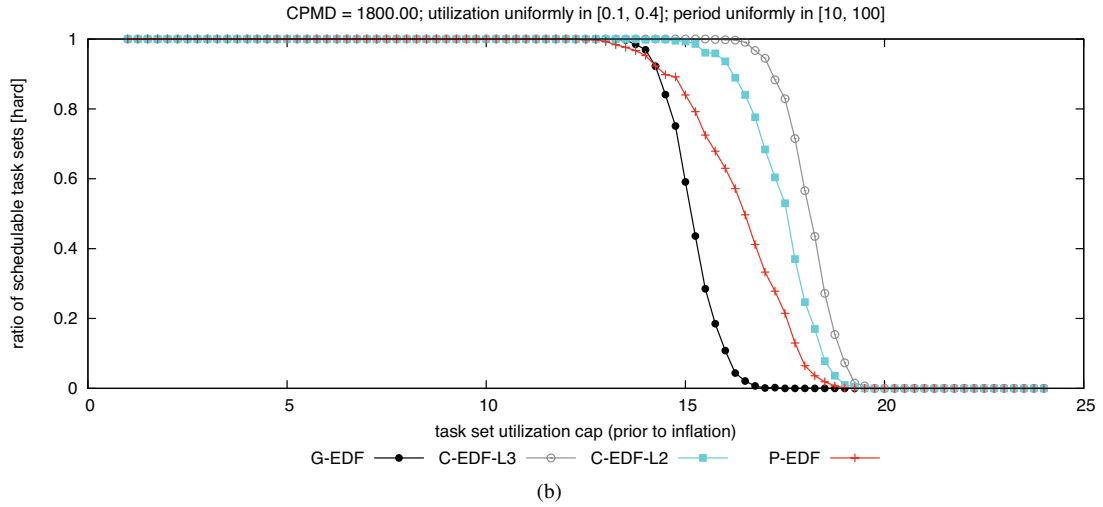 CPMD = 1800.00; utilization uniformly in [0.1, 0.4]; period uniformly in [10, 100]
1
0.8
0.6
0.4
0.2
0
ratio of schedulable task sets [hard]
0 5 10 15 20 25
task set utilization cap (prior to inflation)
G-EDF C-EDF-L3 C-EDF-L2 P-EDF
(b)